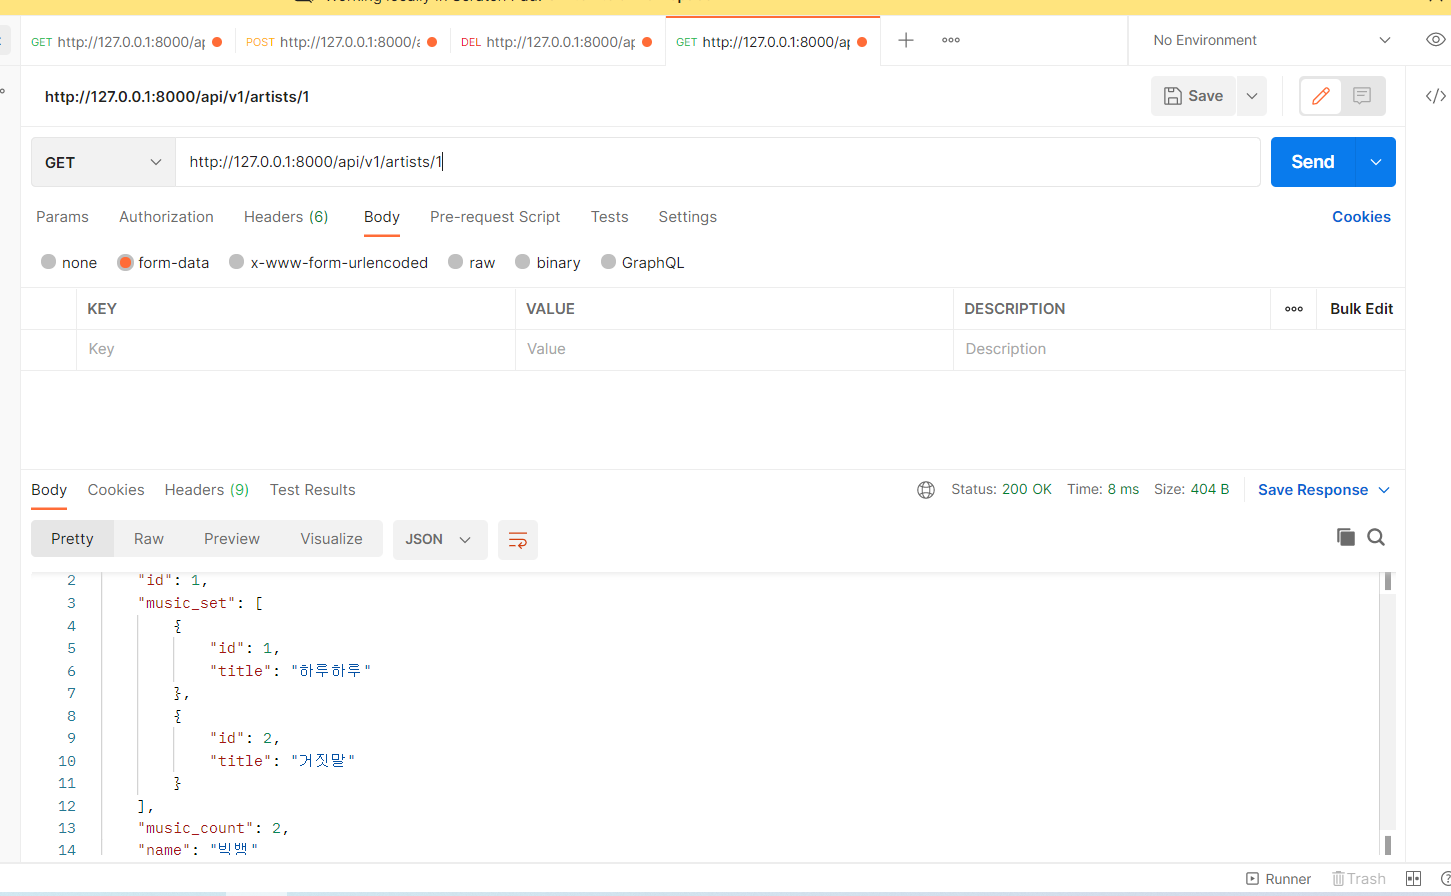 GET http://127.0.0.1:8000/ap POST http://127.0.0.1:8000/a DEL http://127.0.0.1:8000/ap GET http://127.0.0.1:8000/ap No Environment
http://127.0.0.1:8000/api/v1/artists/1 Save
GET http://127.0.0.1:8000/api/v1/artists/1 Send
Params Authorization Headers (6) Body Pre-request Script Tests Settings Cookies
none form-data x-www-form-urlencoded raw binary GraphQL
KEY VALUE DESCRIPTION Bulk Edit
Key Value Description
Body Cookies Headers (9) Test Results Status: 200 OK Time: 8 ms Size: 404 B Save Response
Pretty Raw Preview Visualize JSON
2 "id": 1,
3 "music_set": [
4 {
5 "id": 1,
6 "title": "하루하루"
7 },
8 {
9 "id": 2,
10 "title": "거짓말"
11 }
12 ],
13 "music_count": 2,
14 "name": "빅뱅"
Runner Trash